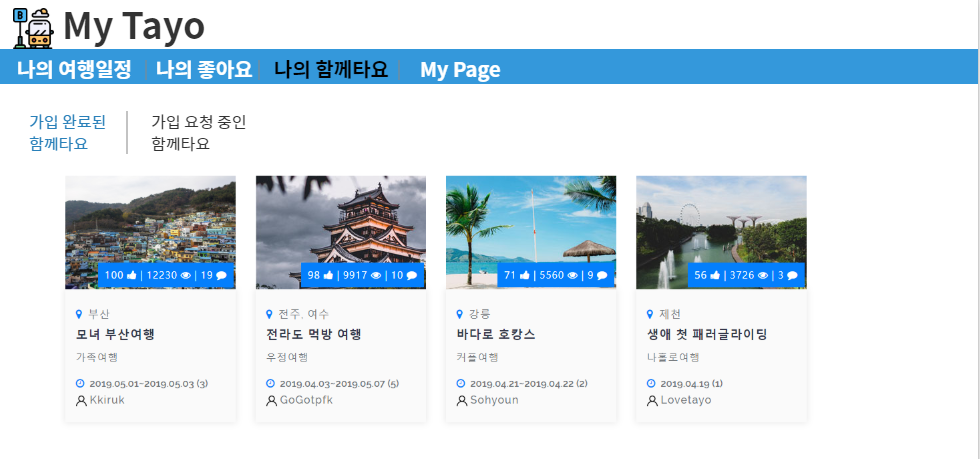 B
My Tayo
나의 여행일정 나의 좋아요 나의 함께타요 My Page
가입 완료된
함께타요
가입 요청 중인
함께타요
100 | 12230 | 19
부산
모녀 부산여행
가족여행
2019.05.01~2019.05.03 (3)
Kkiruk
98 | 9917 | 10
전주, 여수
전라도 먹방 여행
우정여행
2019.04.03~2019.05.07 (5)
GoGotpfk
71 | 5560 | 9
강릉
바다로 호캉스
커플여행
2019.04.21~2019.04.22 (2)
Sohyoun
56 | 3726 | 3
제천
생애 첫 패러글라이딩
나홀로여행
2019.04.19 (1)
Lovetayo